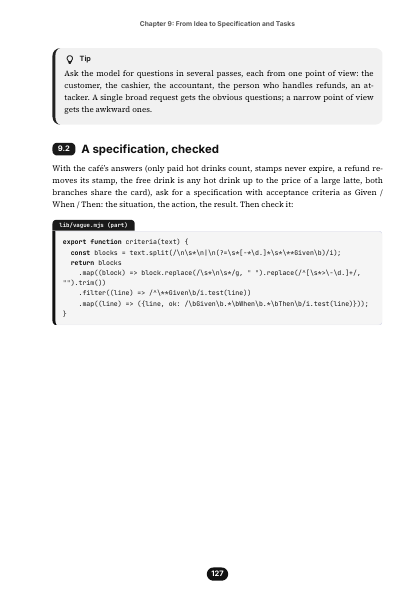 Chapter 9: From Idea to Specification and Tasks
Tip
Ask the model for questions in several passes, each from one point of view: the
customer, the cashier, the accountant, the person who handles refunds, an at-
tacker. A single broad request gets the obvious questions; a narrow point of view
gets the awkward ones.
9.2 A specification, checked
With the café's answers (only paid hot drinks count, stamps never expire, a refund re-
moves its stamp, the free drink is any hot drink up to the price of a large latte, both
branches share the card), ask for a specification with acceptance criteria as Given /
When / Then: the situation, the action, the result. Then check it:
lib/vague.mjs (part)
export function criteria(text) {
  const blocks = text.split(/\n\s*\n|\n(?=\s*[-*\d.]*\s*\**Given\b)/i);
  return blocks
    .map((block) => block.replace(/\s*\n\s*/g, " ").replace(/^[\s*>\-\d.]+/,
"").trim())
    .filter((line) => /^\**Given\b/i.test(line))
    .map((line) => ({line, ok: /\bGiven\b.*\bWhen\b.*\bThen\b/i.test(line)}));
}
127